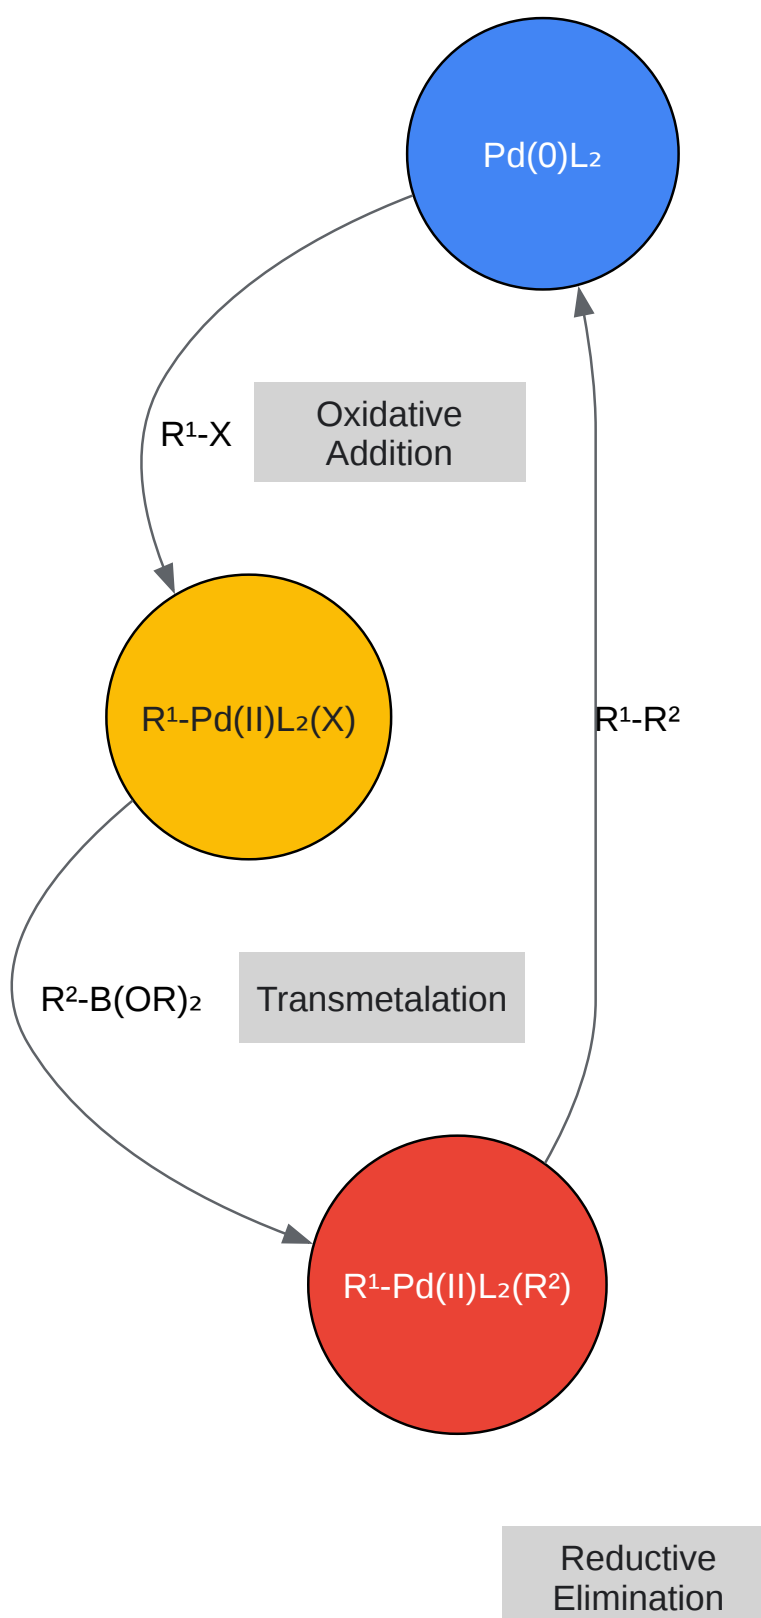 Pd(0)L₂
R¹-X
Oxidative
Addition
R¹-Pd(II)L₂(X)
R¹-R²
R²-B(OR)₂
Transmetalation
R¹-Pd(II)L₂(R²)
Reductive
Elimination